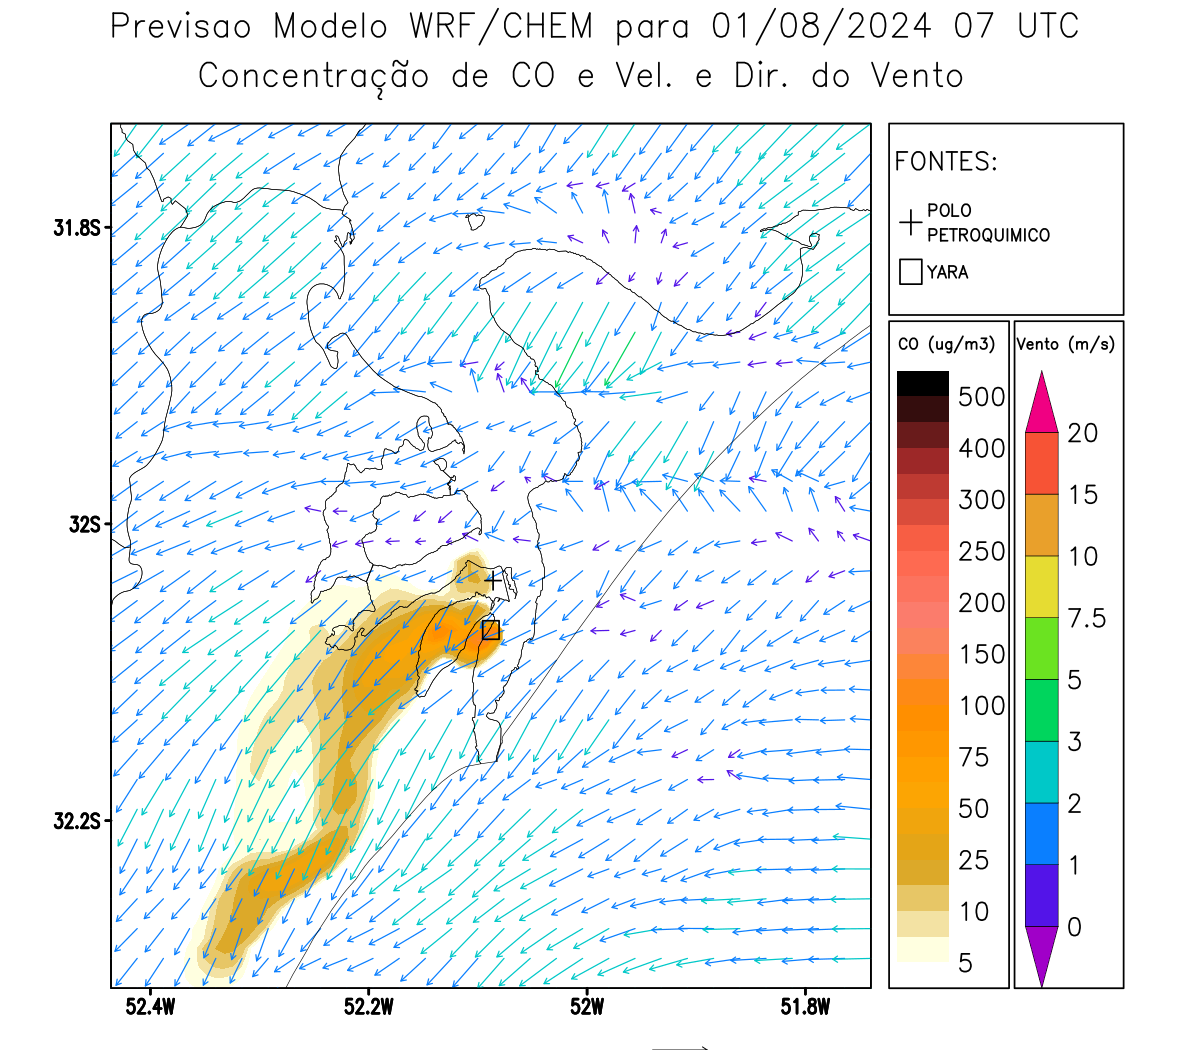 Previsao Modelo WRF/CHEM para 01/08/2024 07 UTC
Concentração de CO e Vel. e Dir. do Vento
FONTES:
POLO
PETROQUIMICO
YARA
CO (ug/m3)
500
400
300
250
200
150
100
75
50
25
10
5
Vento (m/s)
20
15
10
7.5
5
3
2
1
0
31.8S
32S
32.2S
52.4W
52.2W
52W
51.8W